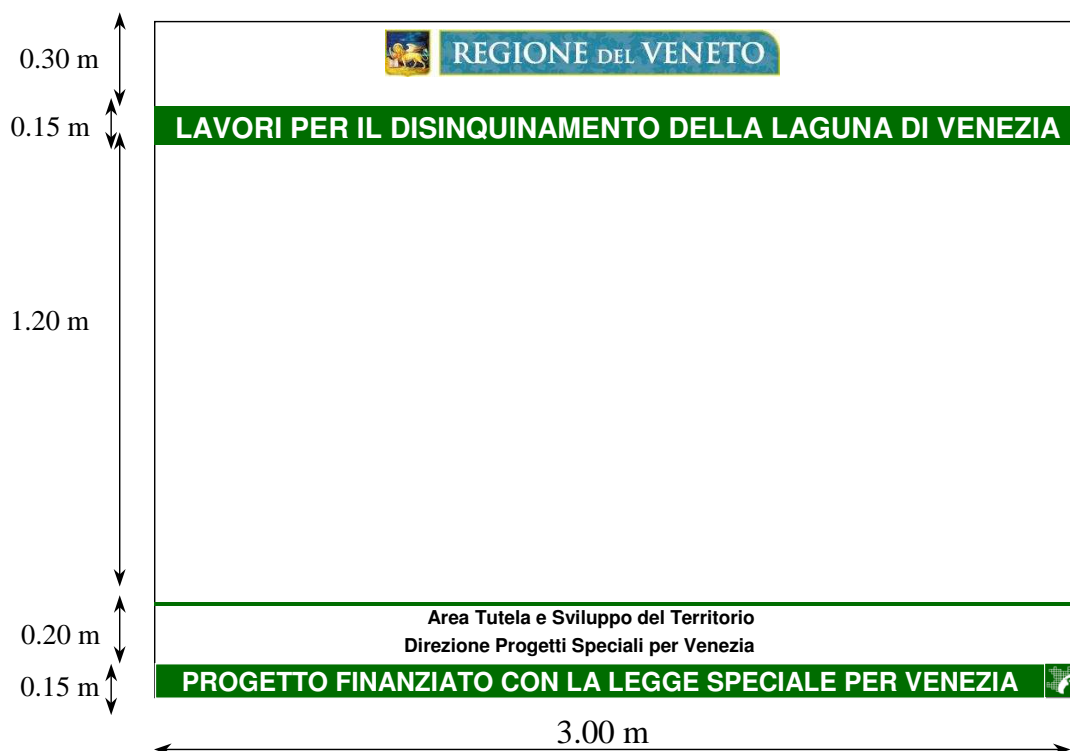 0.30 m
REGIONE DEL VENETO
0.15 m
LAVORI PER IL DISINQUINAMENTO DELLA LAGUNA DI VENEZIA
1.20 m
Area Tutela e Sviluppo del Territorio
0.20 m
Direzione Progetti Speciali per Venezia
0.15 m
PROGETTO FINANZIATO CON LA LEGGE SPECIALE PER VENEZIA
3.00 m